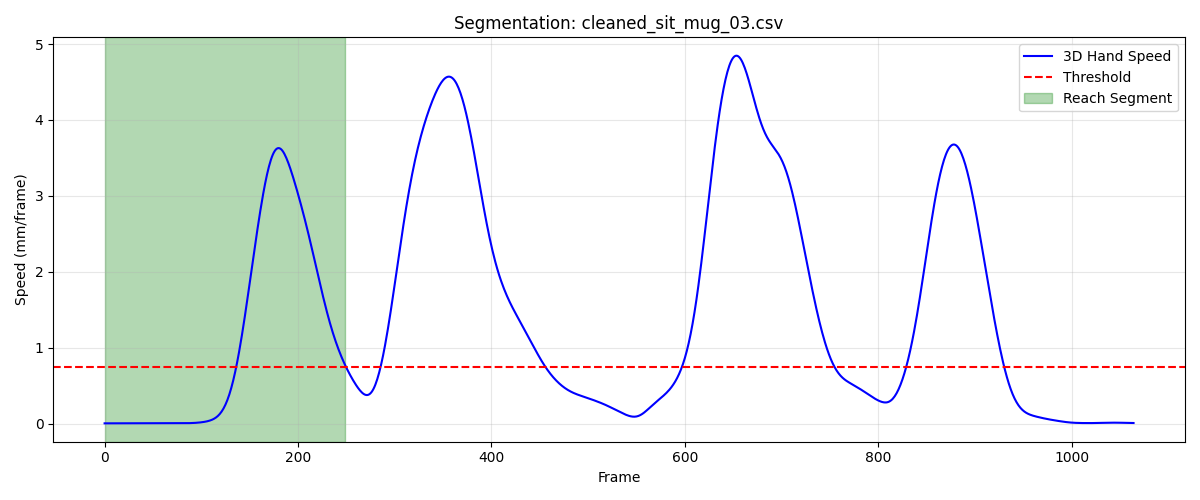 Segmentation: cleaned_sit_mug_03.csv
3D Hand Speed
Threshold
Reach Segment
Speed (mm/frame)
5
4
3
2
1
0
0 200 400 600 800 1000
Frame